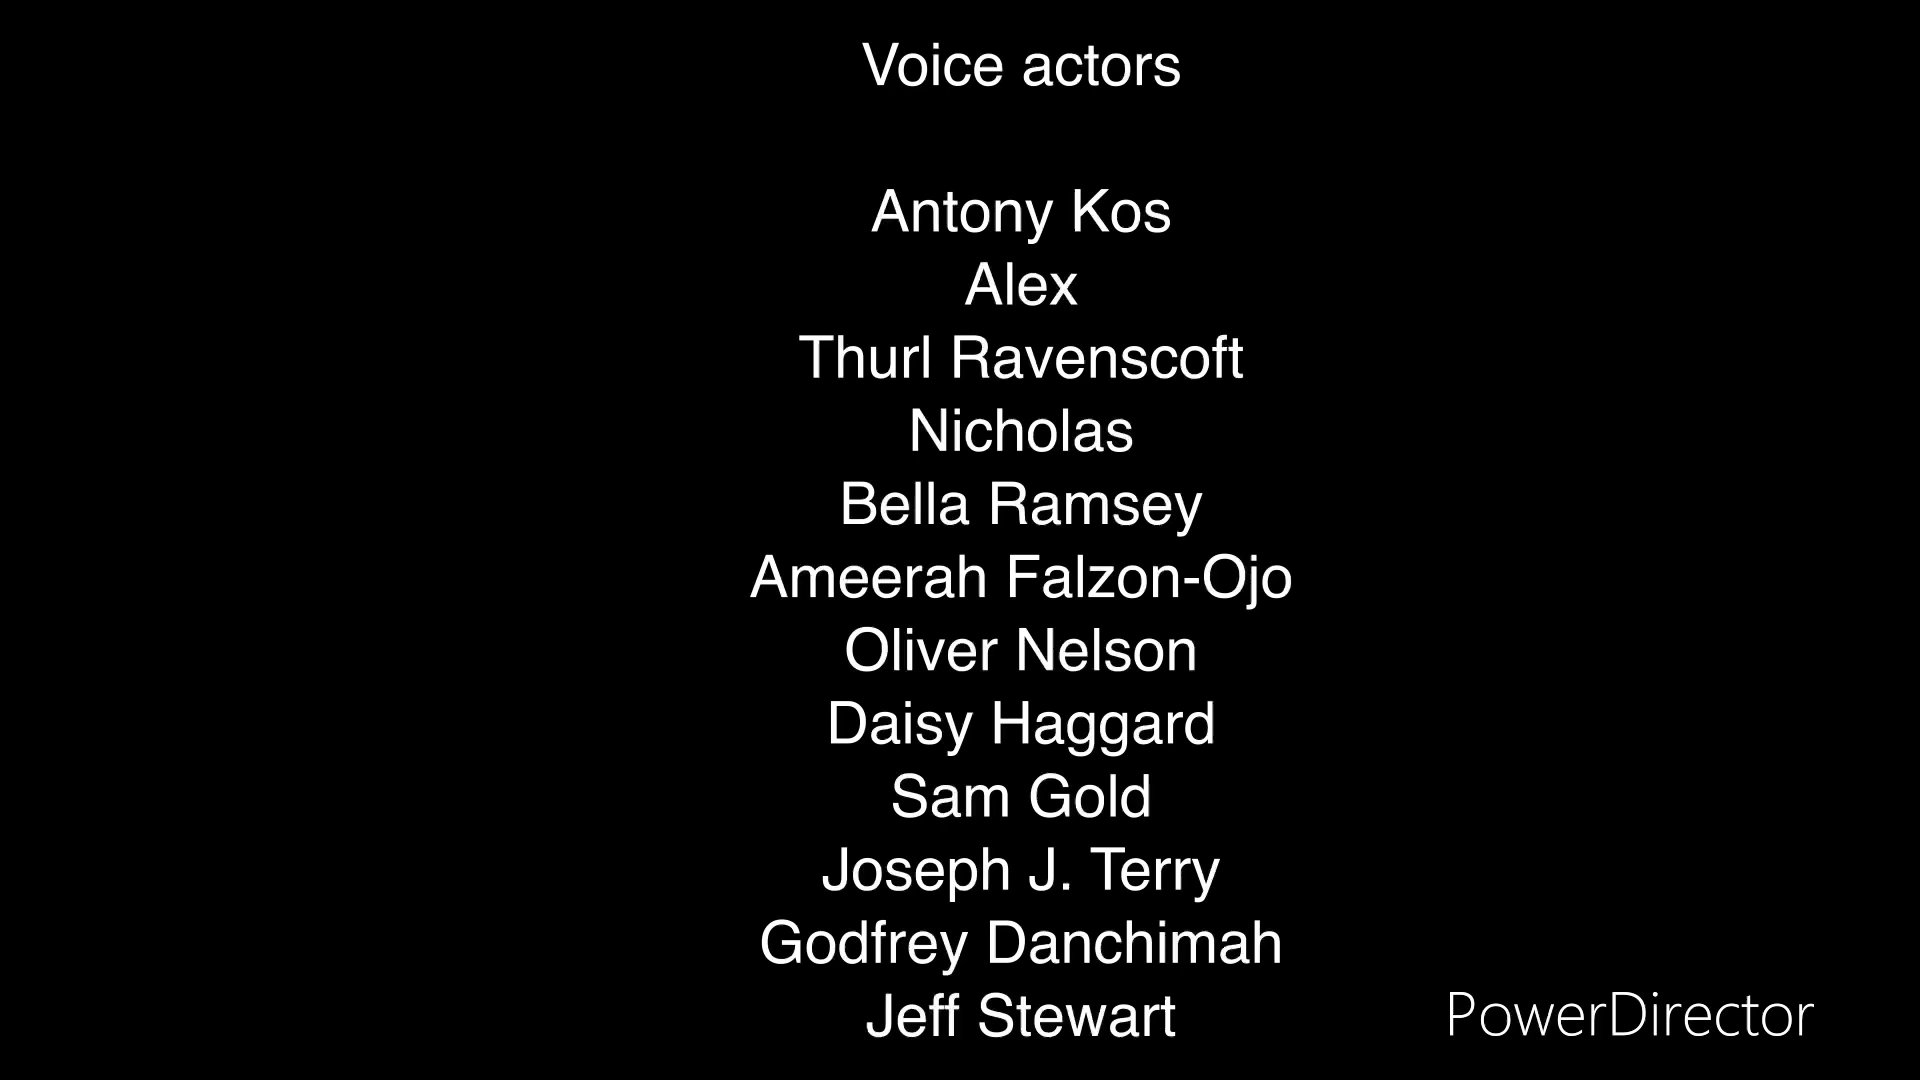 Voice actors
Antony Kos
Alex
Thurl Ravenscoft
Nicholas
Bella Ramsey
Ameerah Falzon-Ojo
Oliver Nelson
Daisy Haggard
Sam Gold
Joseph J. Terry
Godfrey Danchimah
Jeff Stewart
PowerDirector